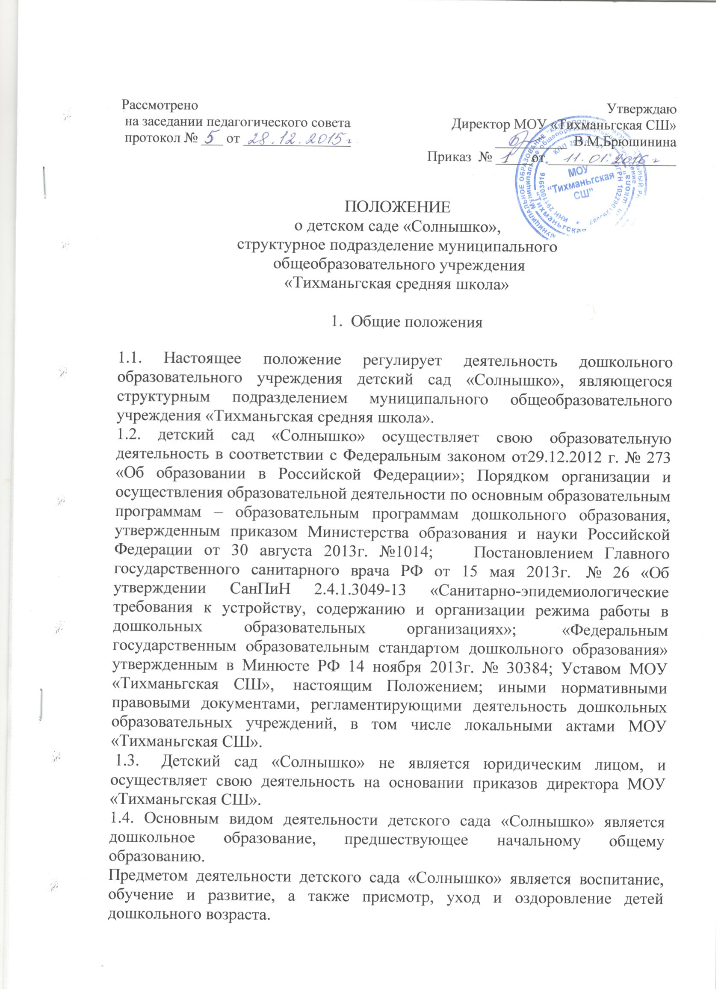 Рассмотрено
на заседании педагогического совета
протокол № 5 от 28.12.2015г
Утверждаю
Директор МОУ «Тихманьгская СШ»
В.М.Брюшинина
Приказ № 1 от 11.01.2016 г
МОУ
“Тихманьгская
СШ”
ИНН 2911003916
ПОЛОЖЕНИЕ
о детском саде «Солнышко»,
структурное подразделение муниципального
общеобразовательного учреждения
«Тихманьгская средняя школа»
1. Общие положения
1.1. Настоящее положение регулирует деятельность дошкольного
образовательного учреждения детский сад «Солнышко», являющегося
структурным подразделением муниципального общеобразовательного
учреждения «Тихманьгская средняя школа».
1.2. детский сад «Солнышко» осуществляет свою образовательную
деятельность в соответствии с Федеральным законом от29.12.2012 г. № 273
«Об образовании в Российской Федерации»; Порядком организации и
осуществления образовательной деятельности по основным образовательным
программам – образовательным программам дошкольного образования,
утвержденным приказом Министерства образования и науки Российской
Федерации от 30 августа 2013г. №1014; Постановлением Главного
государственного санитарного врача РФ от 15 мая 2013г. № 26 «Об
утверждении СанПиН 2.4.1.3049-13 «Санитарно-эпидемиологические
требования к устройству, содержанию и организации режима работы в
дошкольных образовательных организациях»; «Федеральным
государственным образовательным стандартом дошкольного образования»
утвержденным в Минюсте РФ 14 ноября 2013г. № 30384; Уставом МОУ
«Тихманьгская СШ», настоящим Положением; иными нормативными
правовыми документами, регламентирующими деятельность дошкольных
образовательных учреждений, в том числе локальными актами МОУ
«Тихманьгская СШ».
1.3. Детский сад «Солнышко» не является юридическим лицом, и
осуществляет свою деятельность на основании приказов директора МОУ
«Тихманьгская СШ».
1.4. Основным видом деятельности детского сада «Солнышко» является
дошкольное образование, предшествующее начальному общему
образованию.
Предметом деятельности детского сада «Солнышко» является воспитание,
обучение и развитие, а также присмотр, уход и оздоровление детей
дошкольного возраста.